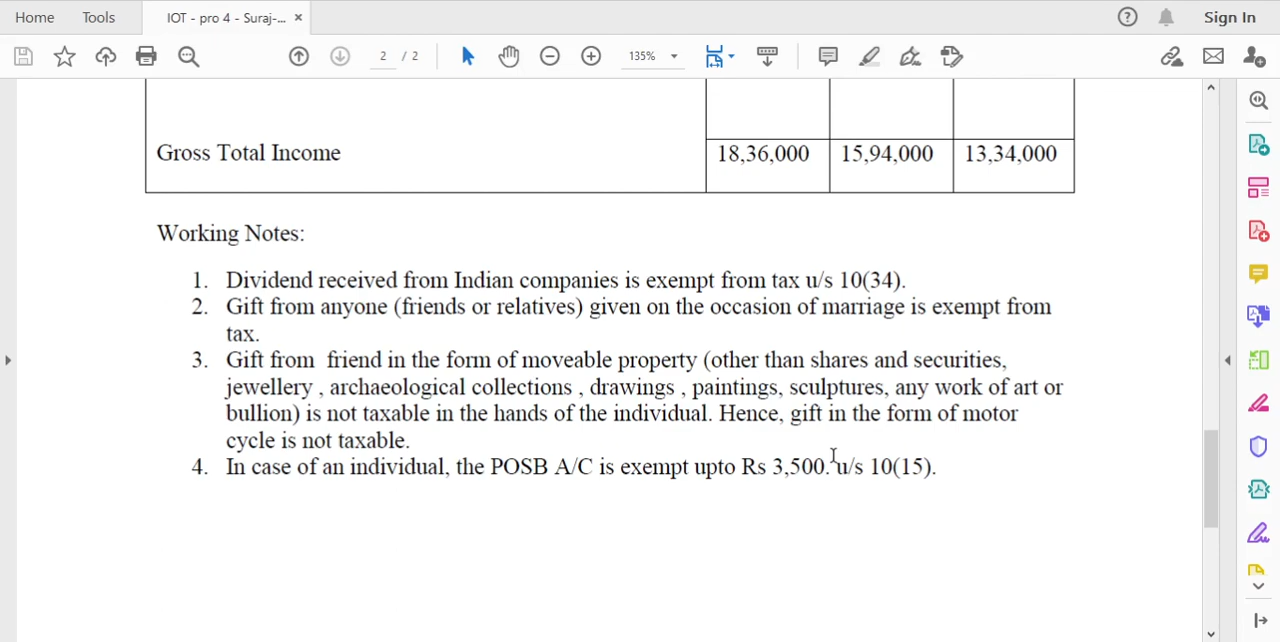 Home Tools IOT - pro 4 - Suraj-... × Sign In
2 / 2 135%
Gross Total Income 18,36,000 15,94,000 13,34,000
Working Notes:
1. Dividend received from Indian companies is exempt from tax u/s 10(34).
2. Gift from anyone (friends or relatives) given on the occasion of marriage is exempt from
tax.
3. Gift from friend in the form of moveable property (other than shares and securities,
jewellery , archaeological collections , drawings , paintings, sculptures, any work of art or
bullion) is not taxable in the hands of the individual. Hence, gift in the form of motor
cycle is not taxable.
4. In case of an individual, the POSB A/C is exempt upto Rs 3,500. u/s 10(15).